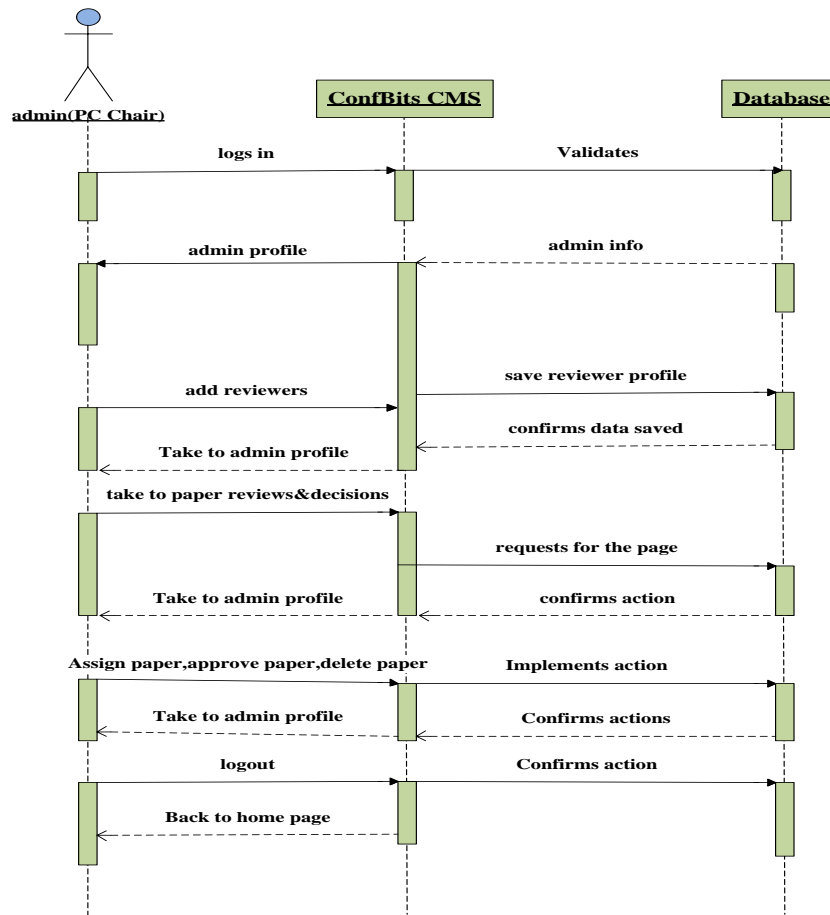 admin(PC Chair)
ConfBits CMS
Database
logs in
Validates
admin profile
admin info
add reviewers
save reviewer profile
Take to admin profile
confirms data saved
take to paper reviews&decisions
requests for the page
Take to admin profile
confirms action
Assign paper,approve paper,delete paper
Implements action
Take to admin profile
Confirms actions
logout
Confirms action
Back to home page